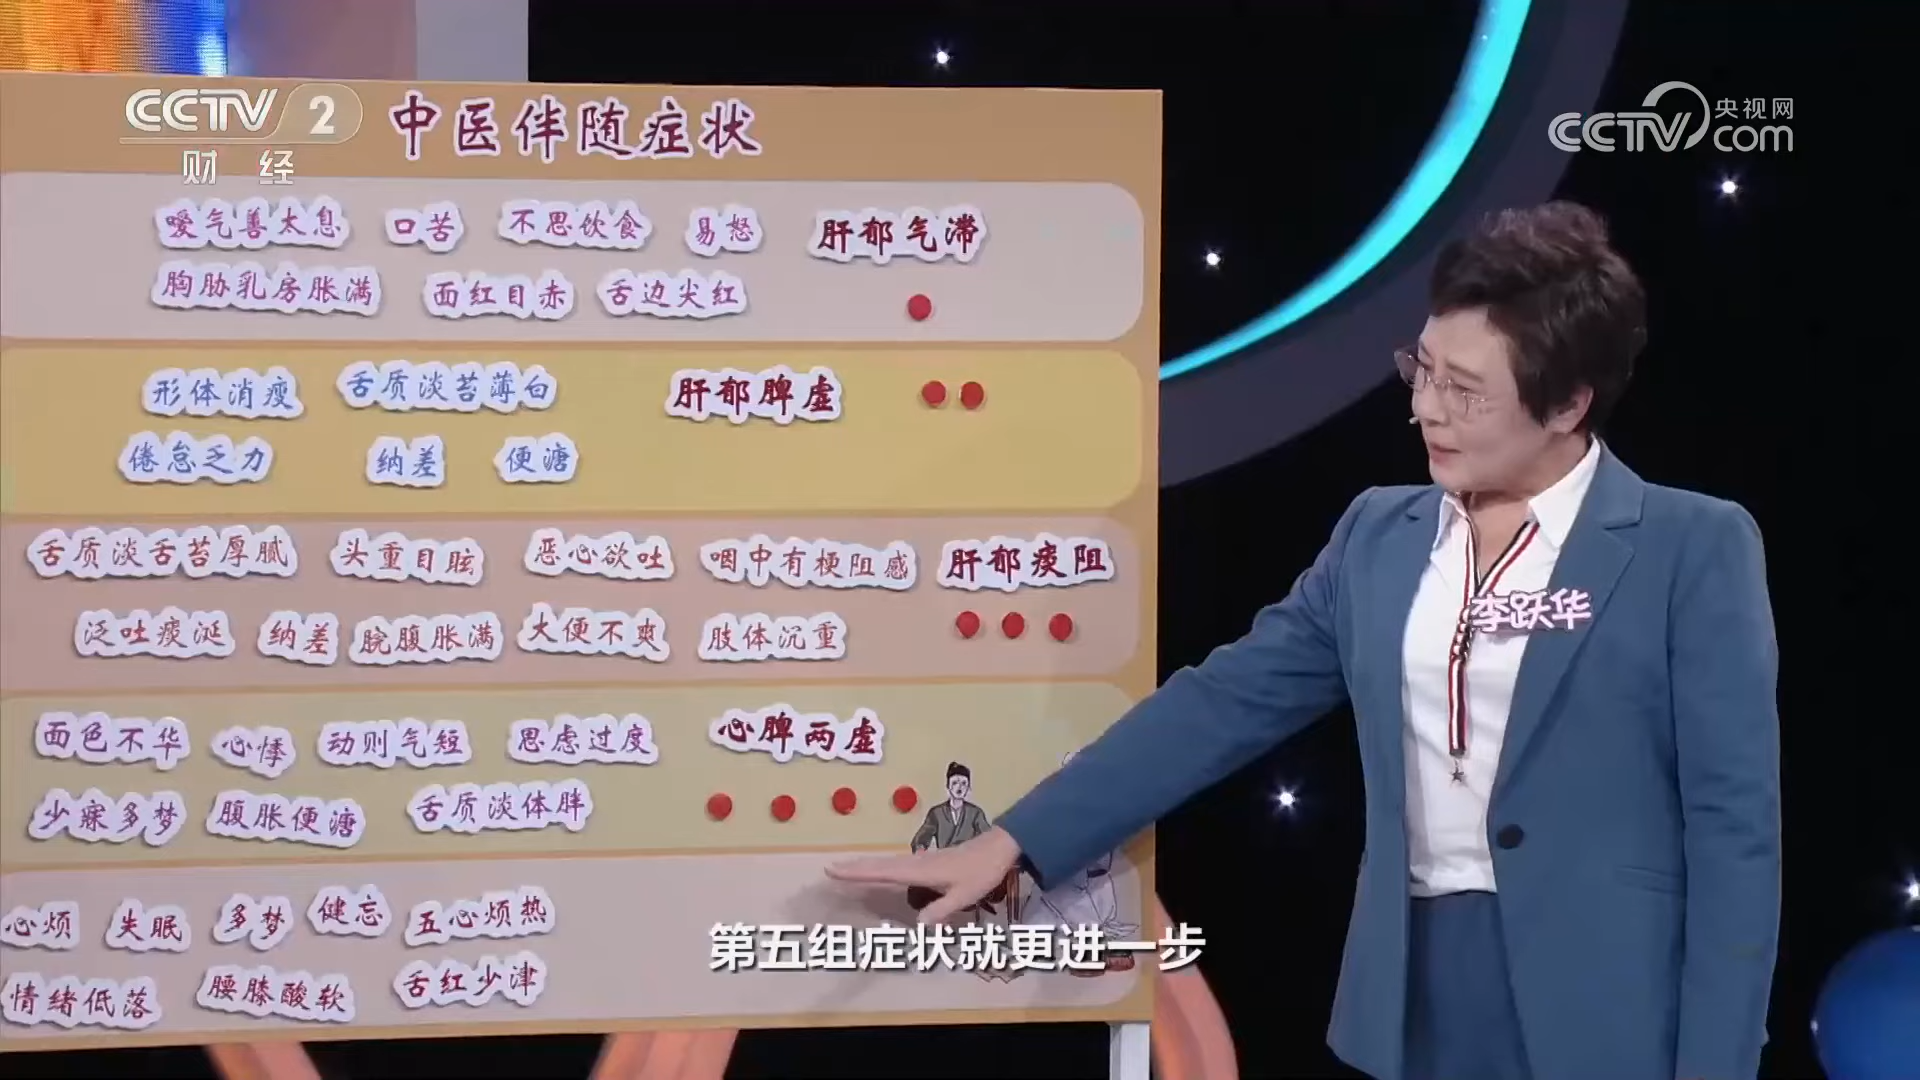 CCTV 2
财 经
中医伴随症状
央视网
CCTV.com
嗳气善太息 口苦 不思饮食 易怒 肝郁气滞
胸胁乳房胀满 面红目赤 舌边尖红
形体消瘦 舌质淡苔薄白 肝郁脾虚
倦怠乏力 纳差 便溏
舌质淡舌苔厚腻 头重目眩 恶心欲吐 咽中有梗阻感 肝郁痰阻
泛吐痰涎 纳差 脘腹胀满 大便不爽 肢体沉重
李跃华
面色不华 心悸 动则气短 思虑过度 心脾两虚
少寐多梦 腹胀便溏 舌质淡体胖
心烦 失眠 多梦 健忘 五心烦热
情绪低落 腰膝酸软 舌红少津
第五组症状就更进一步